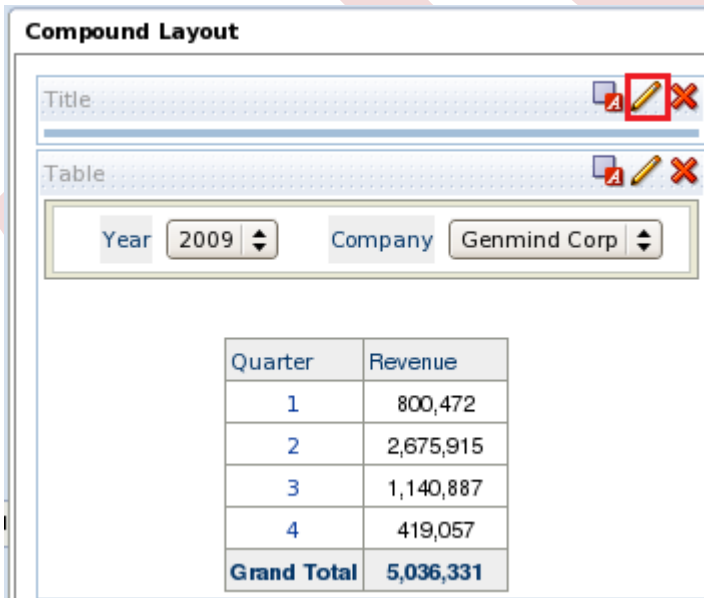 Compound Layout
Title
Table
Year 2009 Company Genmind Corp
Quarter Revenue
1 800,472
2 2,675,915
3 1,140,887
4 419,057
Grand Total 5,036,331